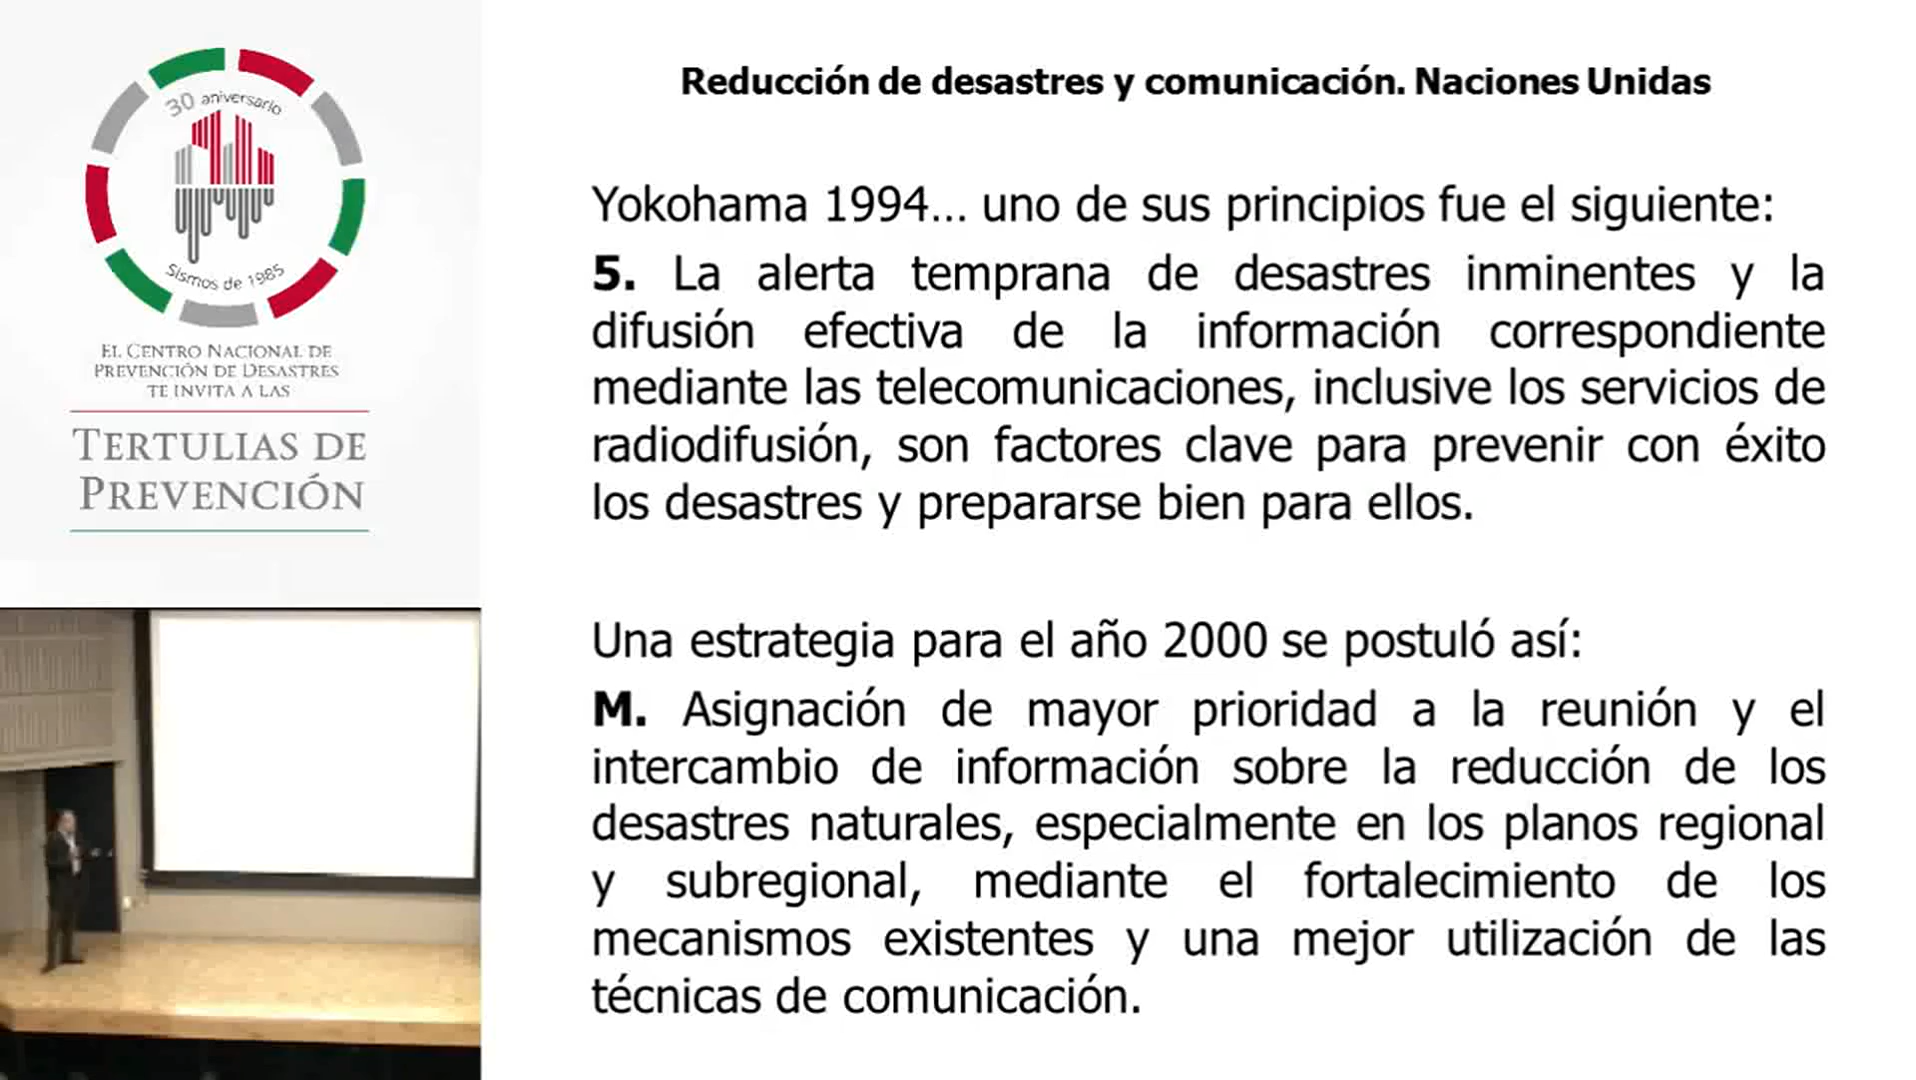 30 aniversario
Sismos de 1985
EL CENTRO NACIONAL DE
PREVENCIÓN DE DESASTRES
TE INVITA A LAS
TERTULIAS DE
PREVENCIÓN
Reducción de desastres y comunicación. Naciones Unidas
Yokohama 1994... uno de sus principios fue el siguiente:
5. La alerta temprana de desastres inminentes y la
difusión efectiva de la información correspondiente
mediante las telecomunicaciones, inclusive los servicios de
radiodifusión, son factores clave para prevenir con éxito
los desastres y prepararse bien para ellos.
Una estrategia para el año 2000 se postuló así:
M. Asignación de mayor prioridad a la reunión y el
intercambio de información sobre la reducción de los
desastres naturales, especialmente en los planos regional
y subregional, mediante el fortalecimiento de los
mecanismos existentes y una mejor utilización de las
técnicas de comunicación.